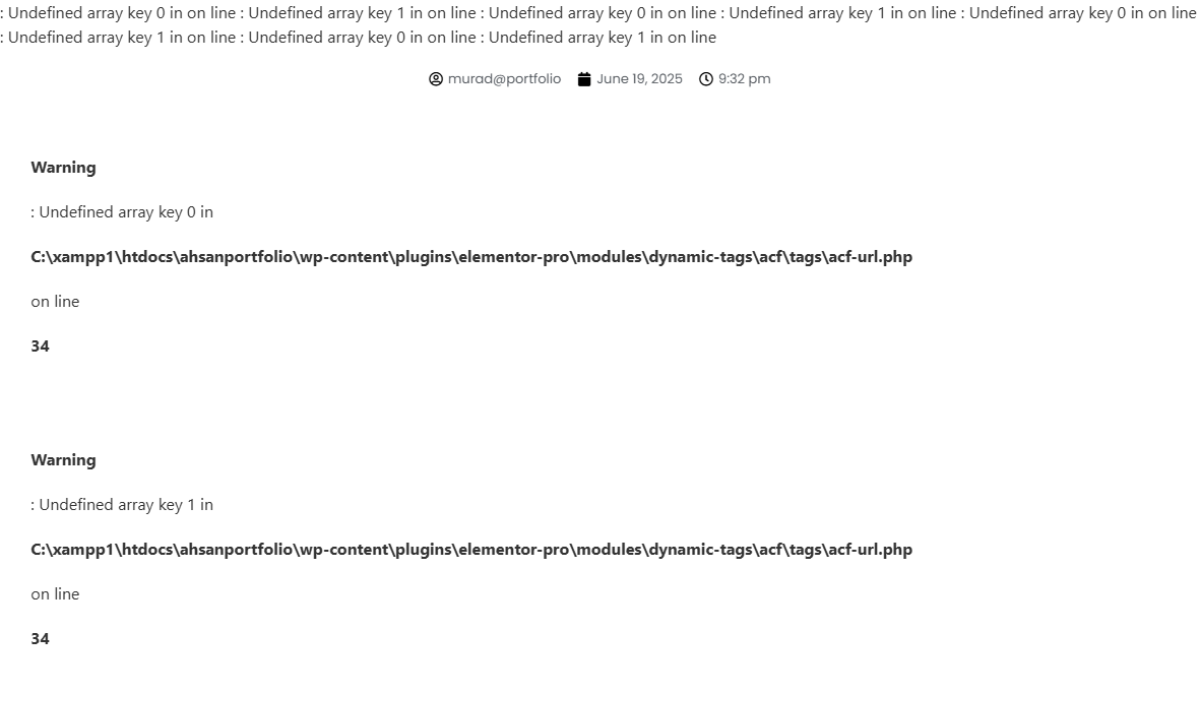 : Undefined array key 0 in on line : Undefined array key 1 in on line : Undefined array key 0 in on line : Undefined array key 1 in on line : Undefined array key 0 in on line
: Undefined array key 1 in on line : Undefined array key 0 in on line : Undefined array key 1 in on line
murad@portfolio June 19, 2025 9:32 pm
Warning
: Undefined array key 0 in
C:\xampp1\htdocs\ahsanportfolio\wp-content\plugins\elementor-pro\modules\dynamic-tags\acf\tags\acf-url.php
on line
34
Warning
: Undefined array key 1 in
C:\xampp1\htdocs\ahsanportfolio\wp-content\plugins\elementor-pro\modules\dynamic-tags\acf\tags\acf-url.php
on line
34